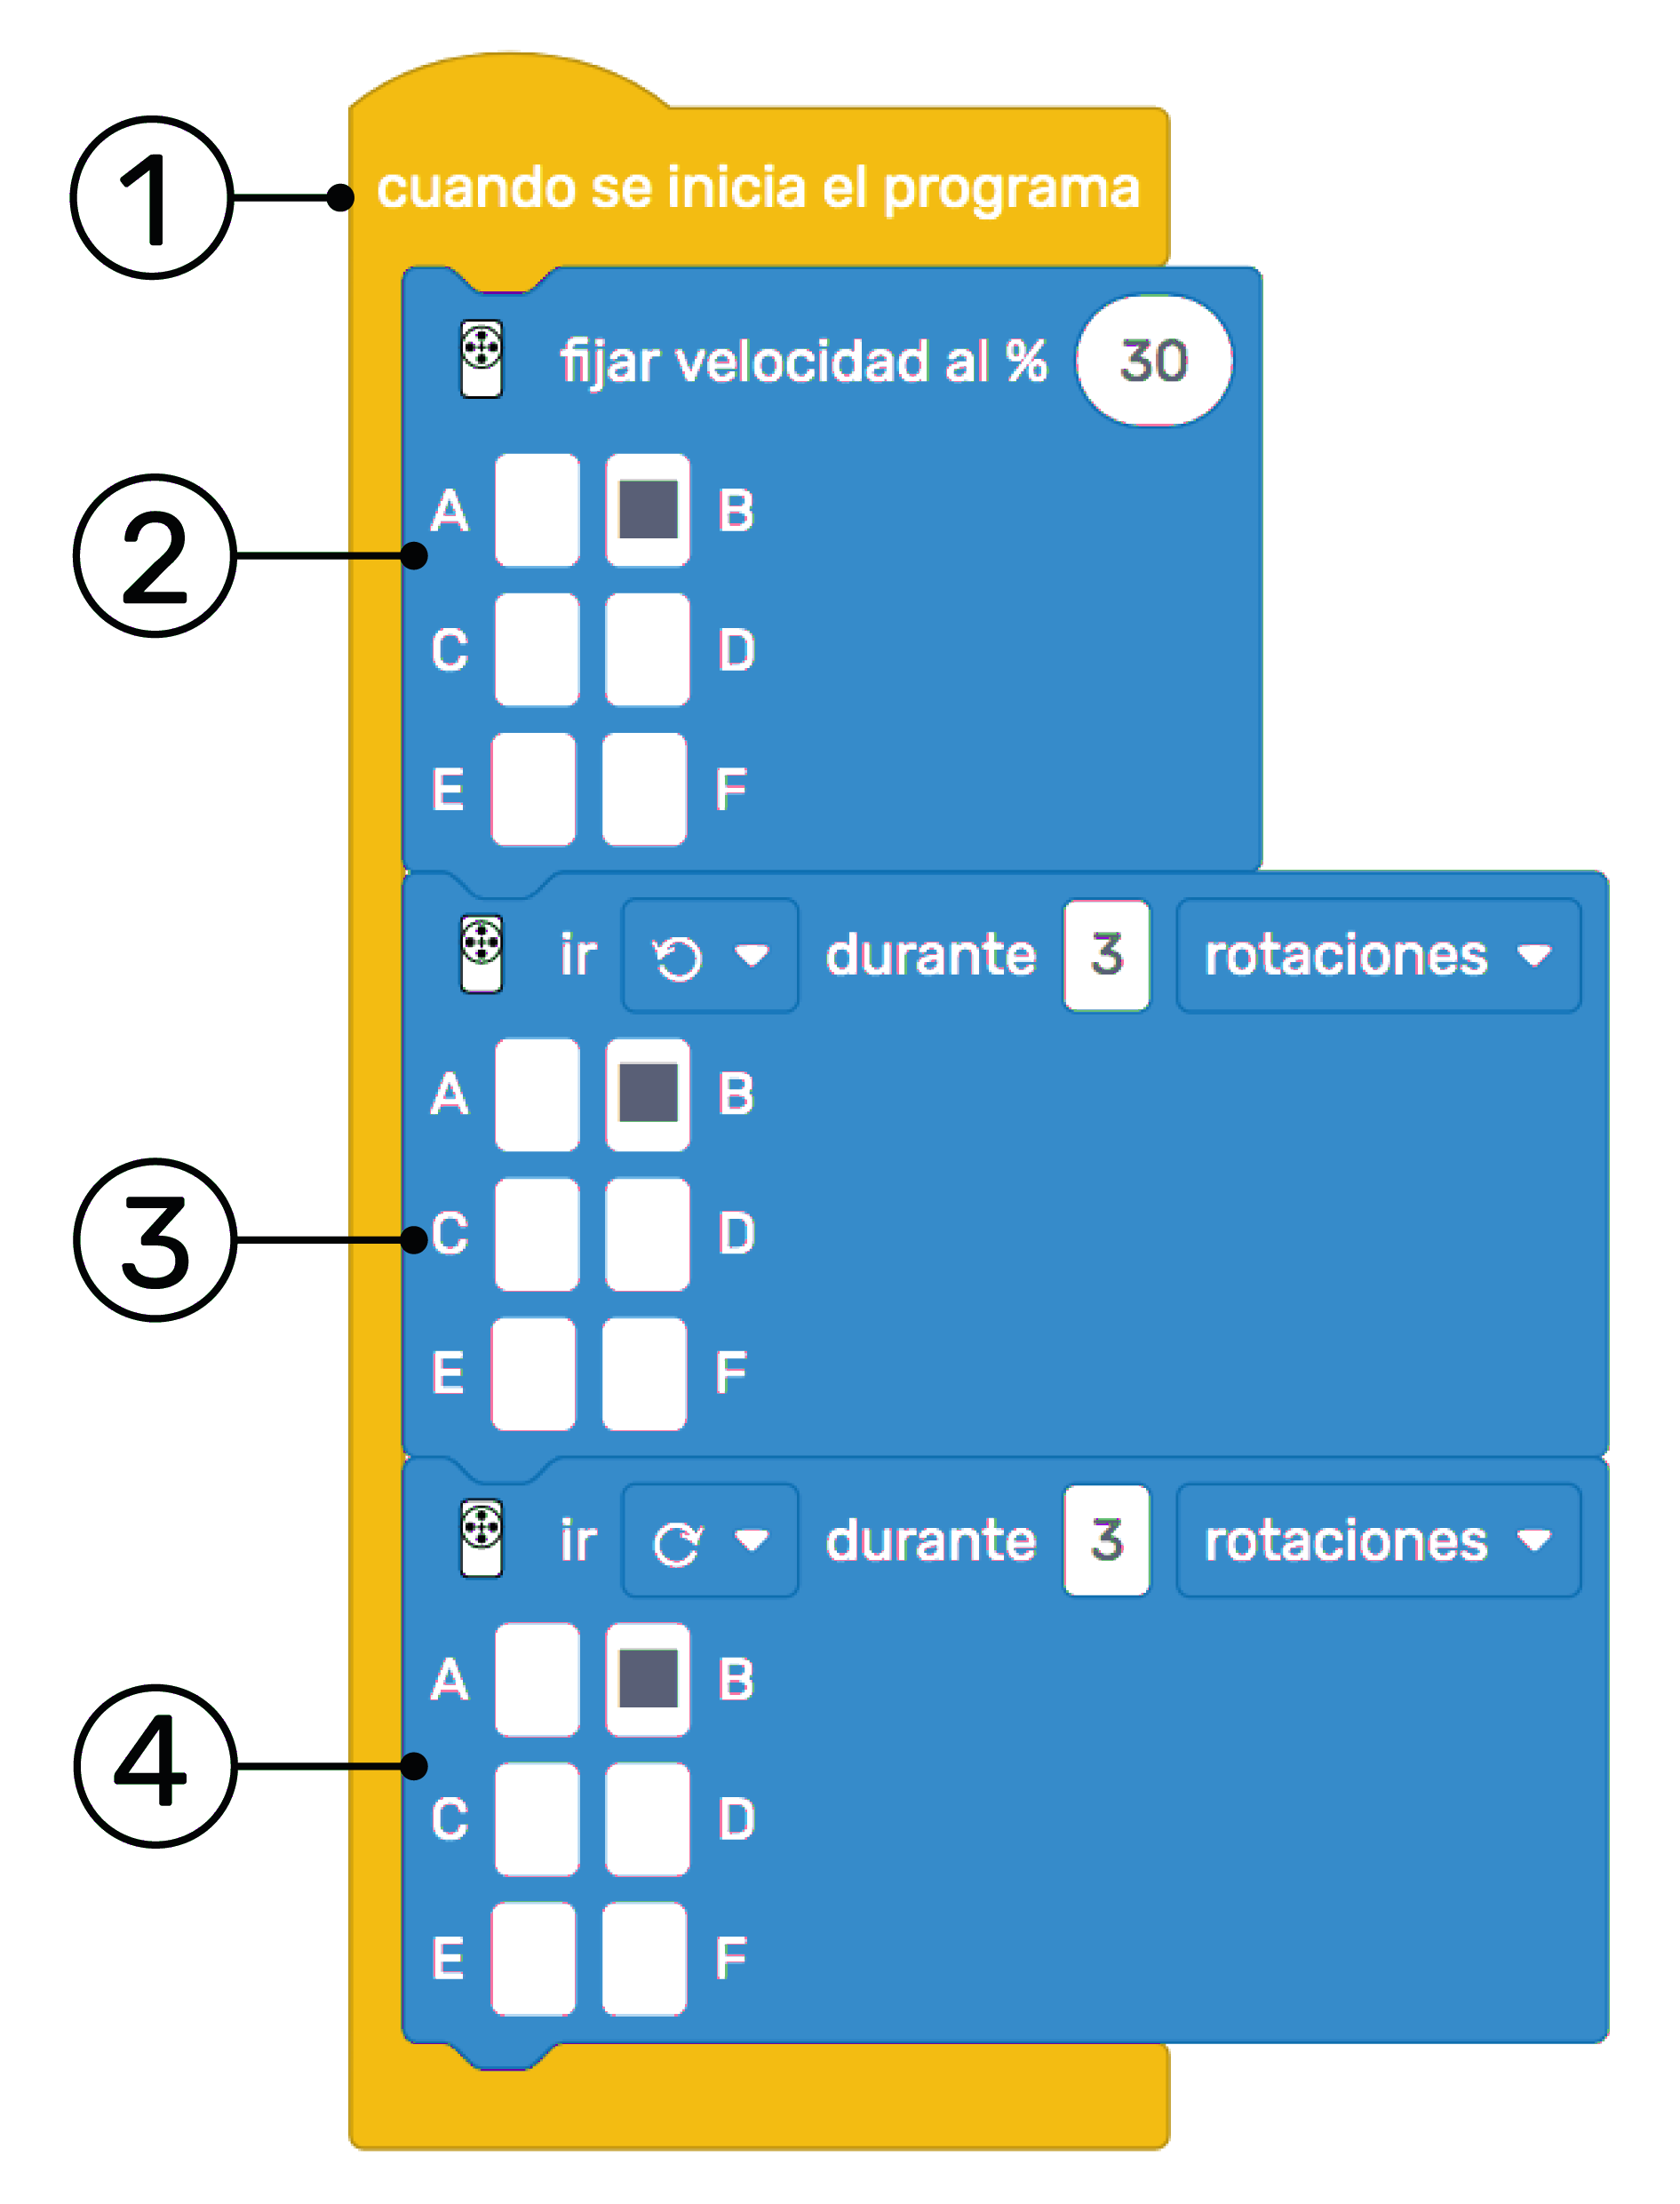 1
cuando se inicia el programa
fijar velocidad al % 30
2
A B
C D
E F
ir durante 3 rotaciones
A B
3
C D
E F
ir durante 3 rotaciones
A B
4
C D
E F